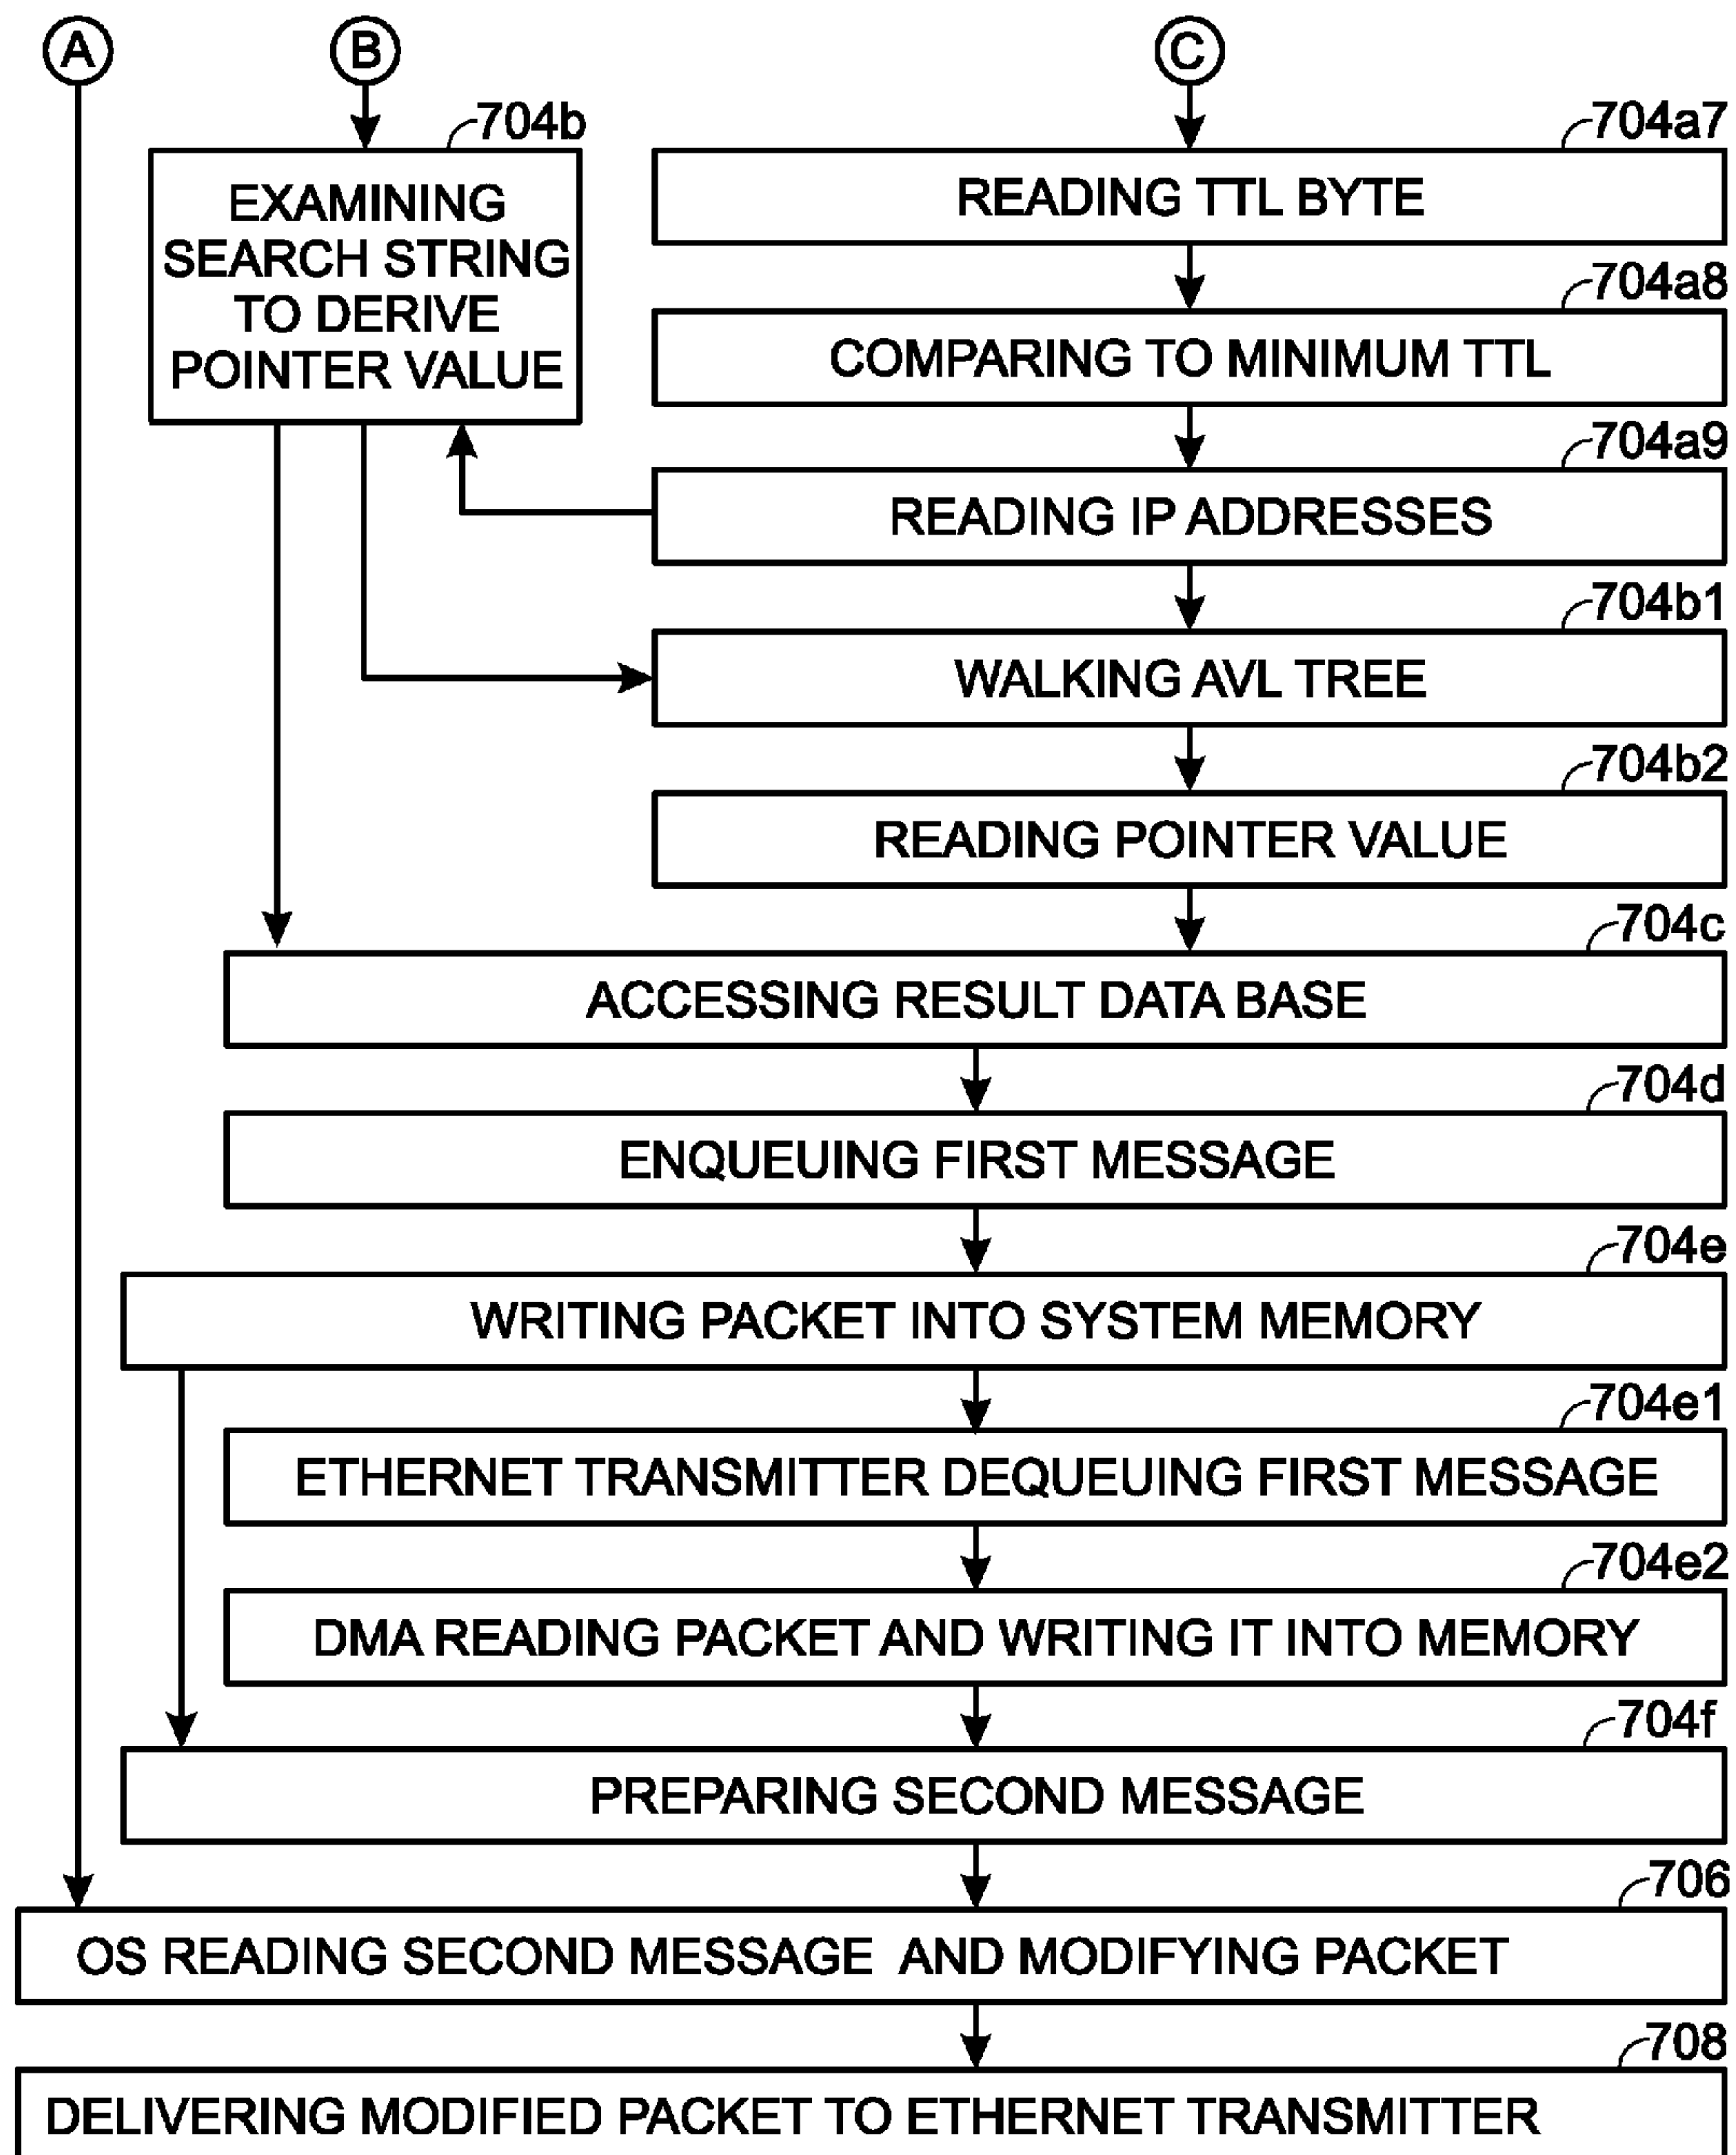 A
B
C
704b
EXAMINING
SEARCH STRING
TO DERIVE
POINTER VALUE
704a7
READING TTL BYTE
704a8
COMPARING TO MINIMUM TTL
704a9
READING IP ADDRESSES
704b1
WALKING AVL TREE
704b2
READING POINTER VALUE
704c
ACCESSING RESULT DATA BASE
704d
ENQUEUING FIRST MESSAGE
704e
WRITING PACKET INTO SYSTEM MEMORY
704e1
ETHERNET TRANSMITTER DEQUEUING FIRST MESSAGE
704e2
DMA READING PACKET AND WRITING IT INTO MEMORY
704f
PREPARING SECOND MESSAGE
706
OS READING SECOND MESSAGE AND MODIFYING PACKET
708
DELIVERING MODIFIED PACKET TO ETHERNET TRANSMITTER